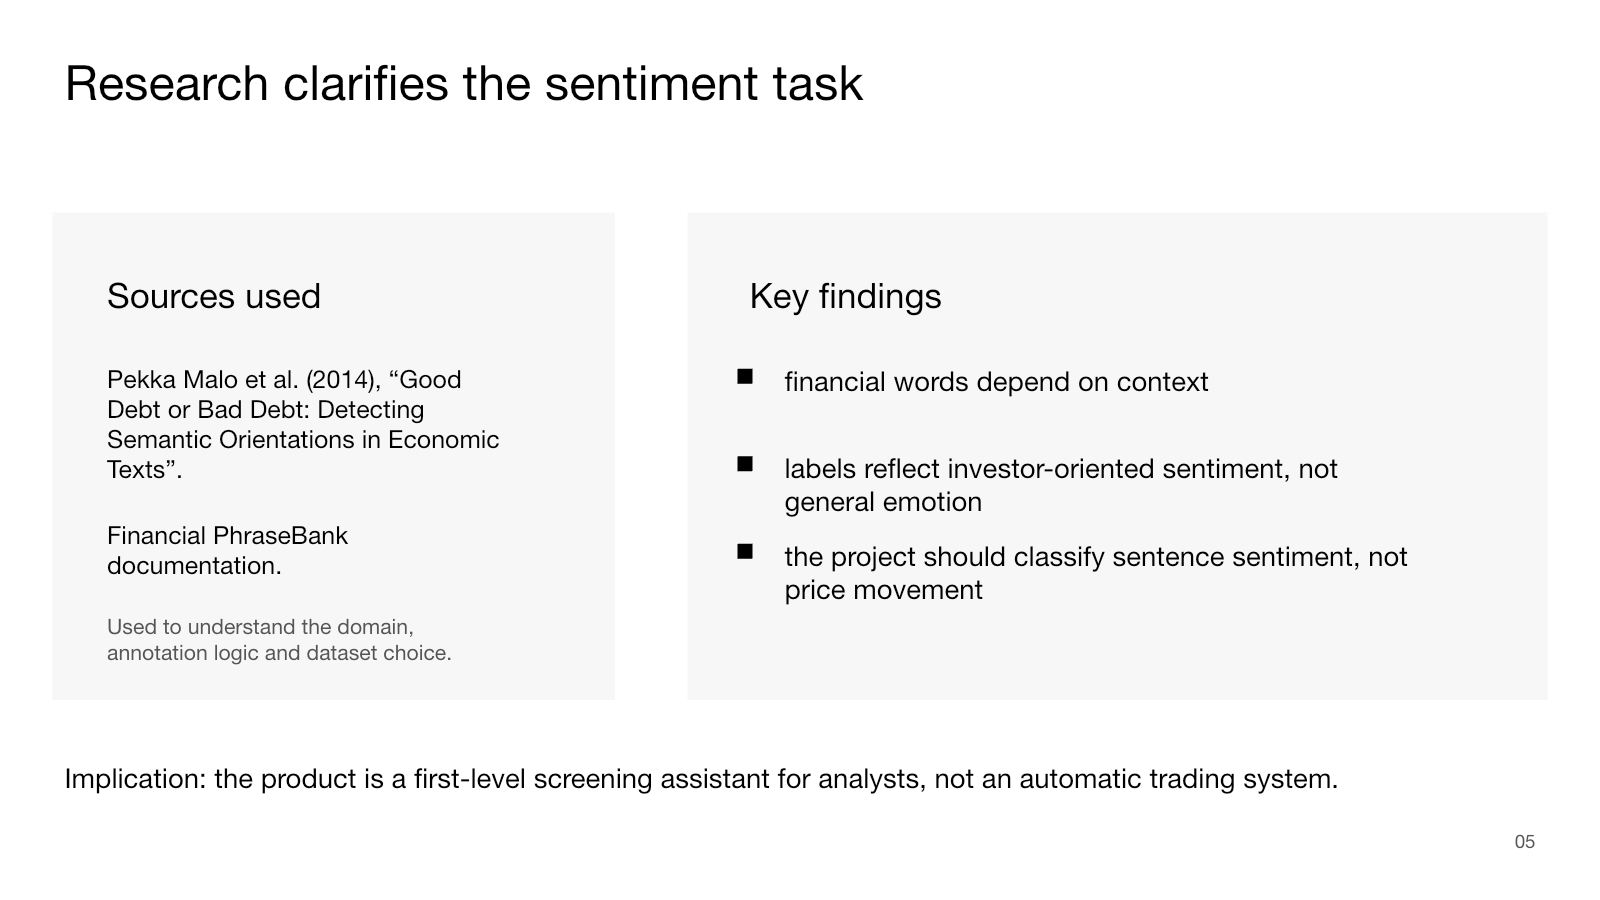 Research clarifies the sentiment task
Sources used
Pekka Malo et al. (2014), “Good
Debt or Bad Debt: Detecting
Semantic Orientations in Economic
Texts”.
Financial PhraseBank
documentation.
Used to understand the domain,
annotation logic and dataset choice.
Key findings
■ financial words depend on context
■ labels reflect investor-oriented sentiment, not
general emotion
■ the project should classify sentence sentiment, not
price movement
Implication: the product is a first-level screening assistant for analysts, not an automatic trading system.
05